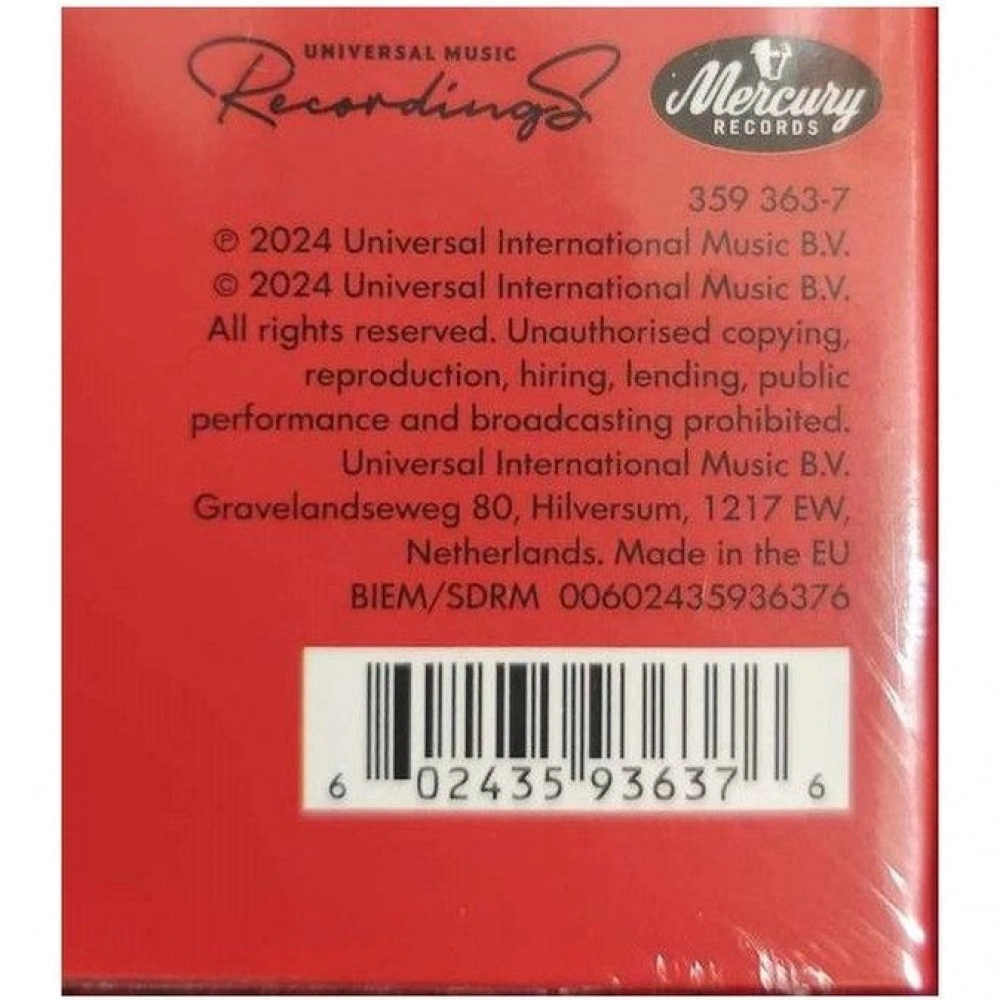 UNIVERSAL MUSIC
Recordings
Mercury
RECORDS
359 363-7
℗ 2024 Universal International Music B.V.
© 2024 Universal International Music B.V.
All rights reserved. Unauthorised copying,
reproduction, hiring, lending, public
performance and broadcasting prohibited.
Universal International Music B.V.
Gravelandseweg 80, Hilversum, 1217 EW,
Netherlands. Made in the EU
BIEM/SDRM 00602435936376
6 02435 93637 6